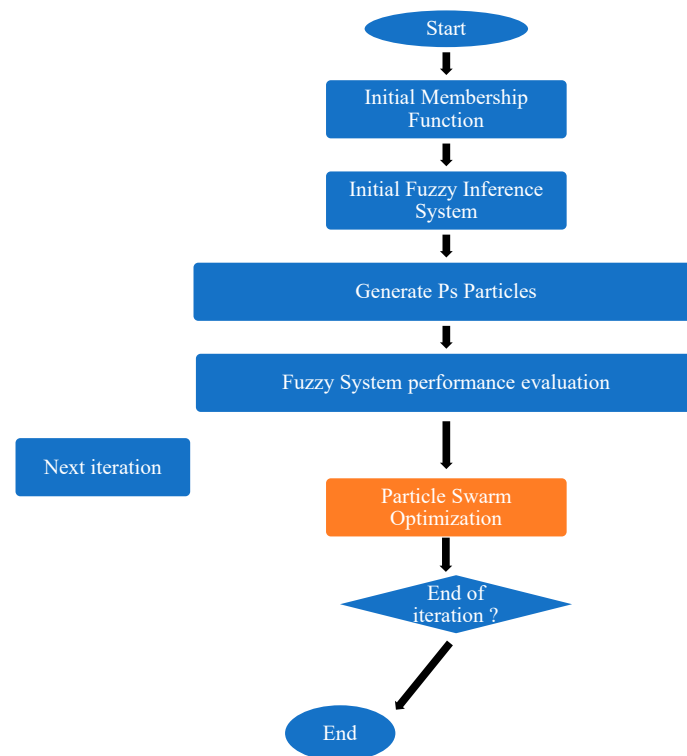 Start
Initial Membership
Function
Initial Fuzzy Inference
System
Generate Ps Particles
Fuzzy System performance evaluation
Next iteration
Particle Swarm
Optimization
End of
iteration ?
End